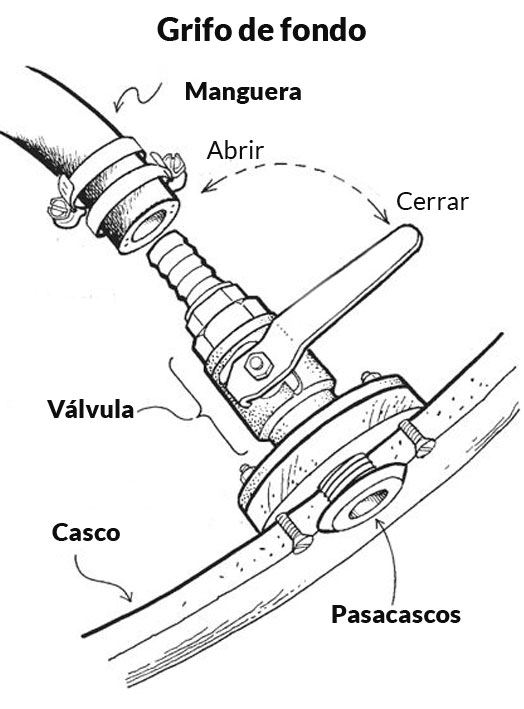 Grifo de fondo
Manguera
Abrir
Cerrar
Válvula
Casco
Pasacascos